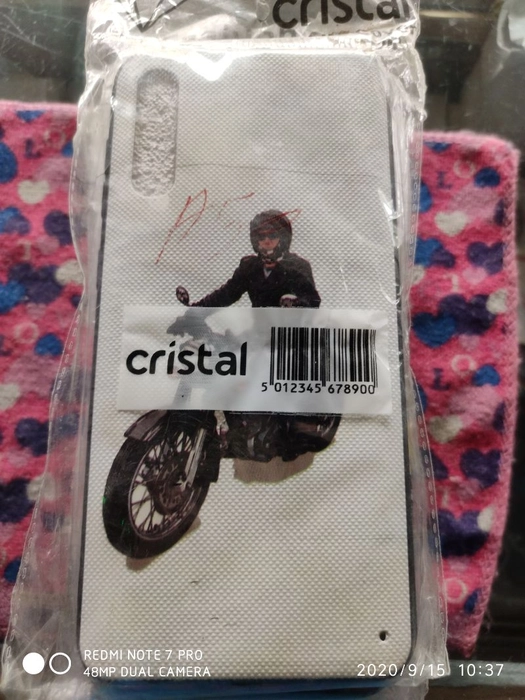 cristal
cristal
5 012345 678900
REDMI NOTE 7 PRO
48MP DUAL CAMERA
2020/9/15 10:37